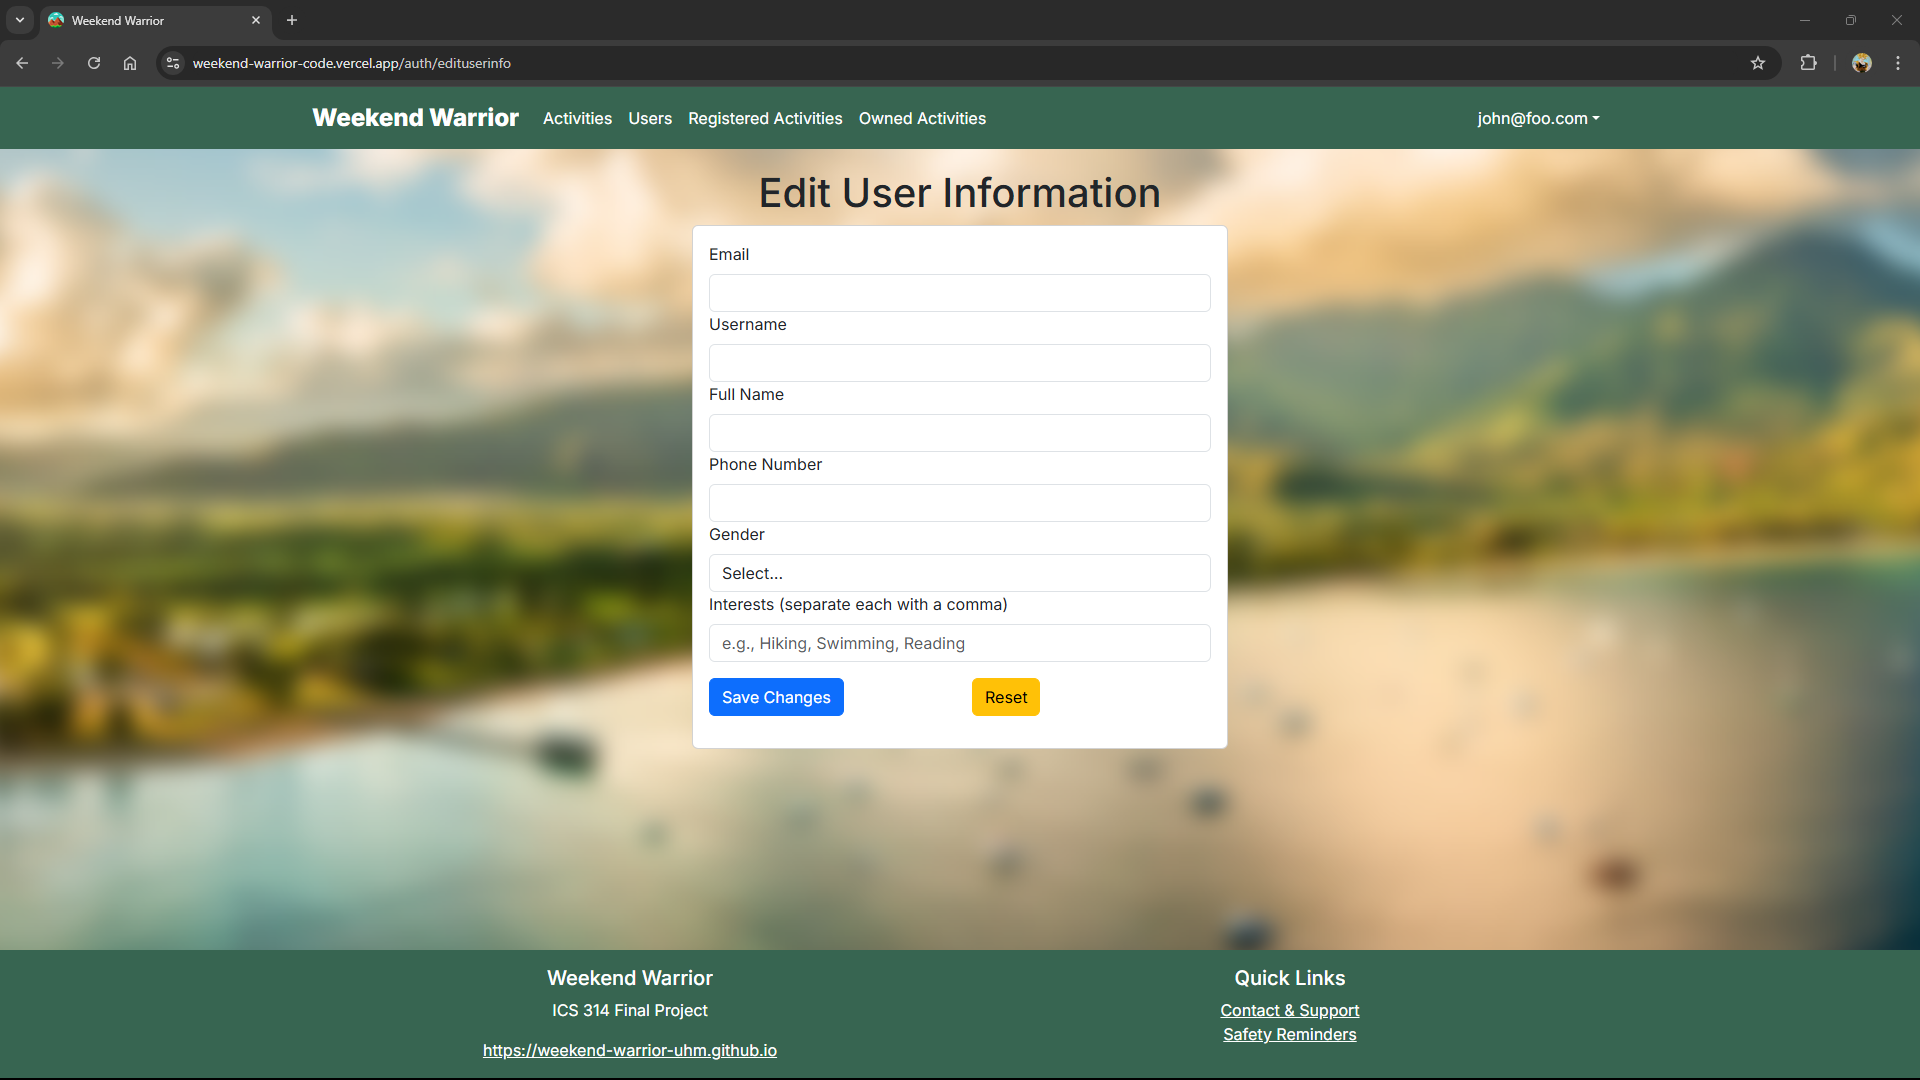 Weekend Warrior
weekend-warrior-code.vercel.app/auth/edituserinfo
Weekend Warrior Activities Users Registered Activities Owned Activities john@foo.com
Edit User Information
Email
Username
Full Name
Phone Number
Gender
Select...
Interests (separate each with a comma)
e.g., Hiking, Swimming, Reading
Save Changes Reset
Weekend Warrior
ICS 314 Final Project
https://weekend-warrior-uhm.github.io
Quick Links
Contact & Support
Safety Reminders